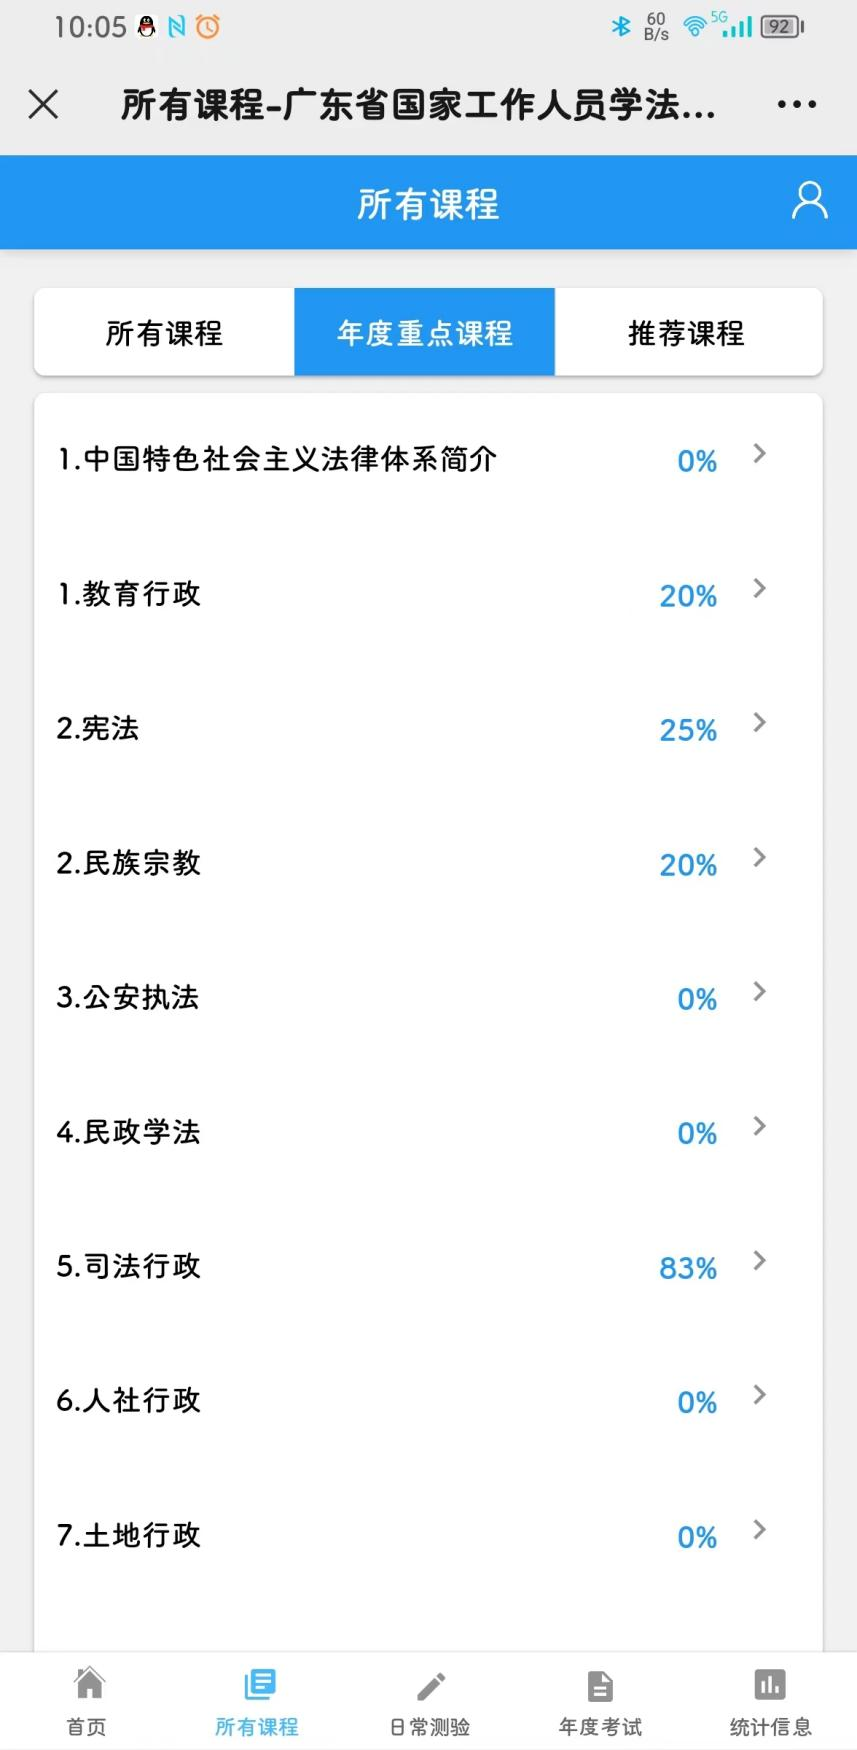 10:05 60 B/s 5G 92
所有课程-广东省国家工作人员学法...
所有课程
所有课程 年度重点课程 推荐课程
1.中国特色社会主义法律体系简介 0%
1.教育行政 20%
2.宪法 25%
2.民族宗教 20%
3.公安执法 0%
4.民政学法 0%
5.司法行政 83%
6.人社行政 0%
7.土地行政 0%
首页 所有课程 日常测验 年度考试 统计信息